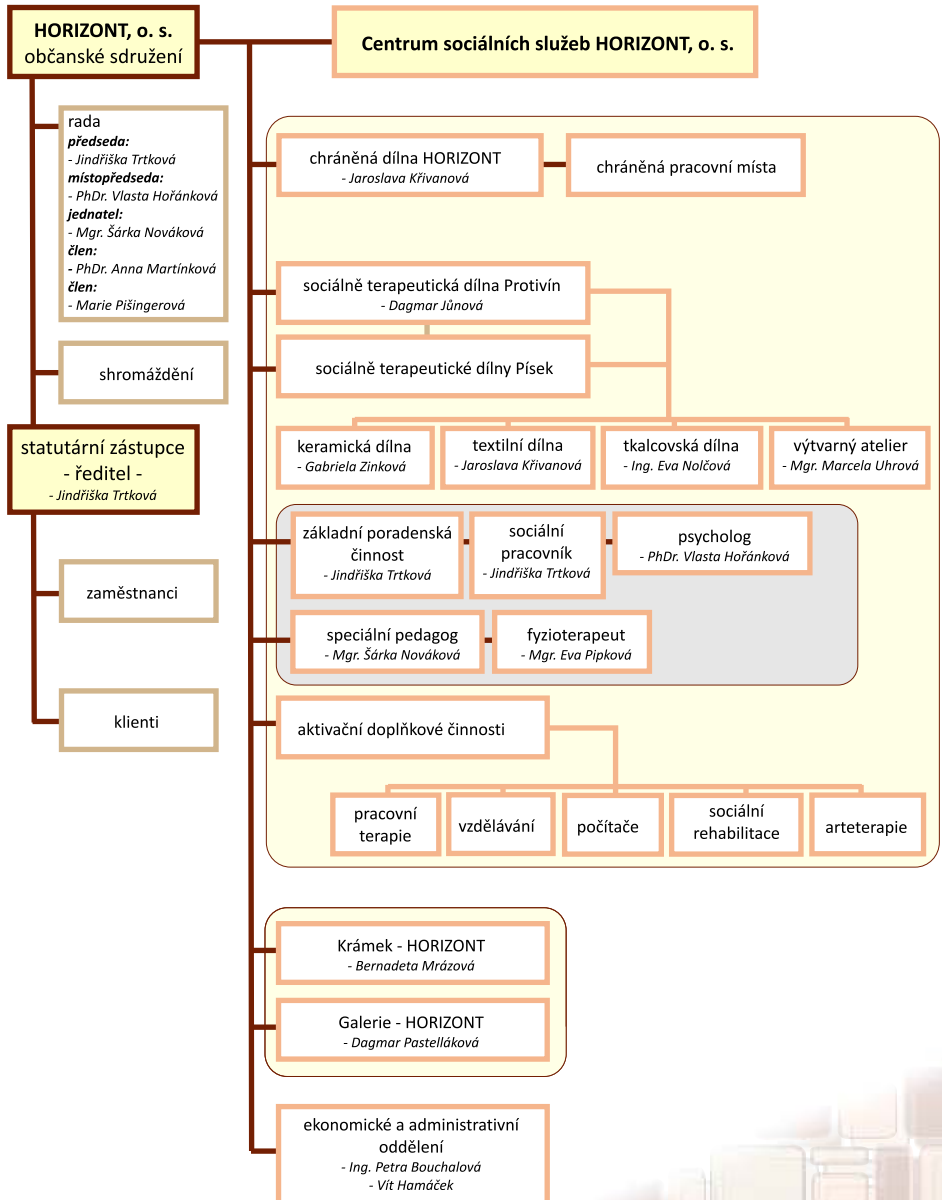 HORIZONT, o. s.
občanské sdružení
Centrum sociálních služeb HORIZONT, o. s.
rada
předseda:
- Jindřiška Trtková
místopředseda:
- PhDr. Vlasta Hořánková
jednatel:
- Mgr. Šárka Nováková
člen:
- PhDr. Anna Martínková
člen:
- Marie Pišingerová
shromáždění
statutární zástupce
- ředitel -
- Jindřiška Trtková
zaměstnanci
klienti
chráněná dílna HORIZONT
- Jaroslava Křivanová
chráněná pracovní místa
sociálně terapeutická dílna Protivín
- Dagmar Jůnová
sociálně terapeutické dílny Písek
keramická dílna
- Gabriela Zinková
textilní dílna
- Jaroslava Křivanová
tkalcovská dílna
- Ing. Eva Nolčová
výtvarný atelier
- Mgr. Marcela Uhrová
základní poradenská
činnost
- Jindřiška Trtková
sociální
pracovník
- Jindřiška Trtková
psycholog
- PhDr. Vlasta Hořánková
speciální pedagog
- Mgr. Šárka Nováková
fyzioterapeut
- Mgr. Eva Pipková
aktivační doplňkové činnosti
pracovní
terapie
vzdělávání
počítače
sociální
rehabilitace
arteterapie
Krámek - HORIZONT
- Bernadeta Mrázová
Galerie - HORIZONT
- Dagmar Pastelláková
ekonomické a administrativní
oddělení
- Ing. Petra Bouchalová
- Vít Hamáček